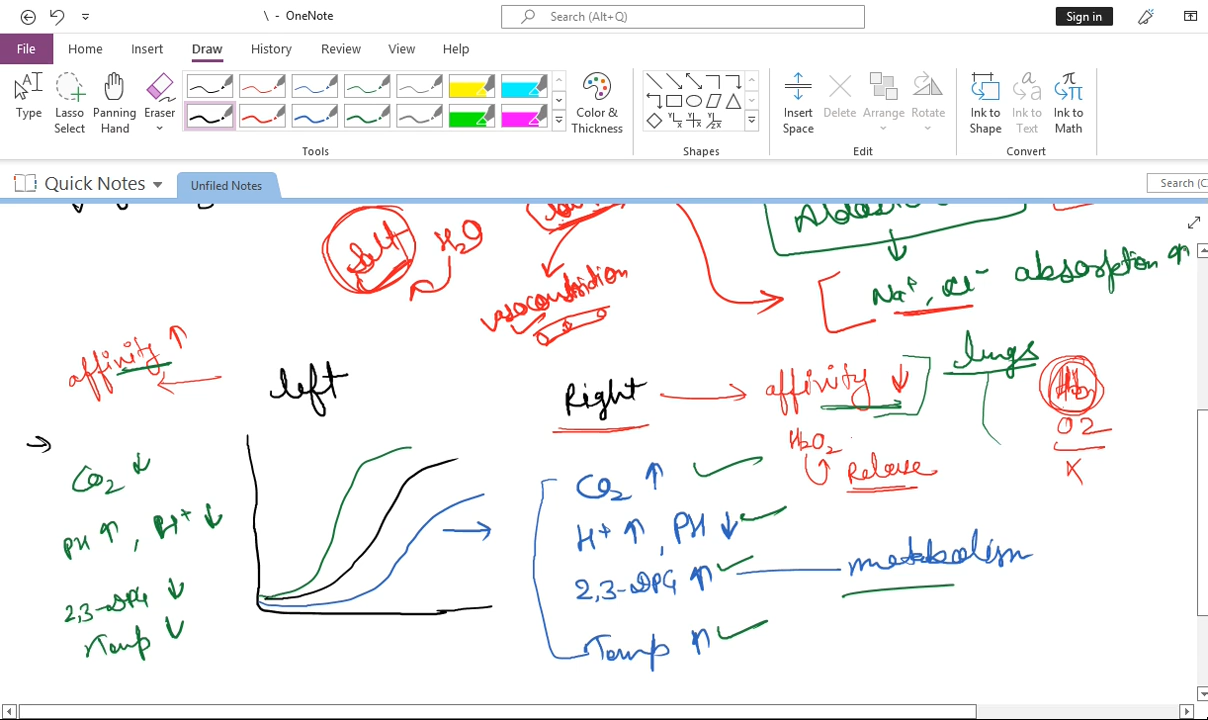 \ - OneNote
Search (Alt+Q)
Sign in
File Home Insert Draw History Review View Help
Type Lasso Select Panning Hand Eraser Color & Thickness Insert Space Delete Arrange Rotate Ink to Shape Ink to Text Ink to Math
Tools Shapes Edit Convert
Quick Notes Unfiled Notes Search (C
salt H2O
vasoconstriction
Na+, Cl- absorption ↑
affinity ↑
left
Right → affinity ↓
lungs
Hb
O2
X
H2O2
Release
CO2 ↓
PH ↑, H+ ↓
2,3-DPG ↓
Temp ↓
CO2 ↑
H+ ↑, PH ↓
2,3-DPG ↑ metabolism
Temp ↑